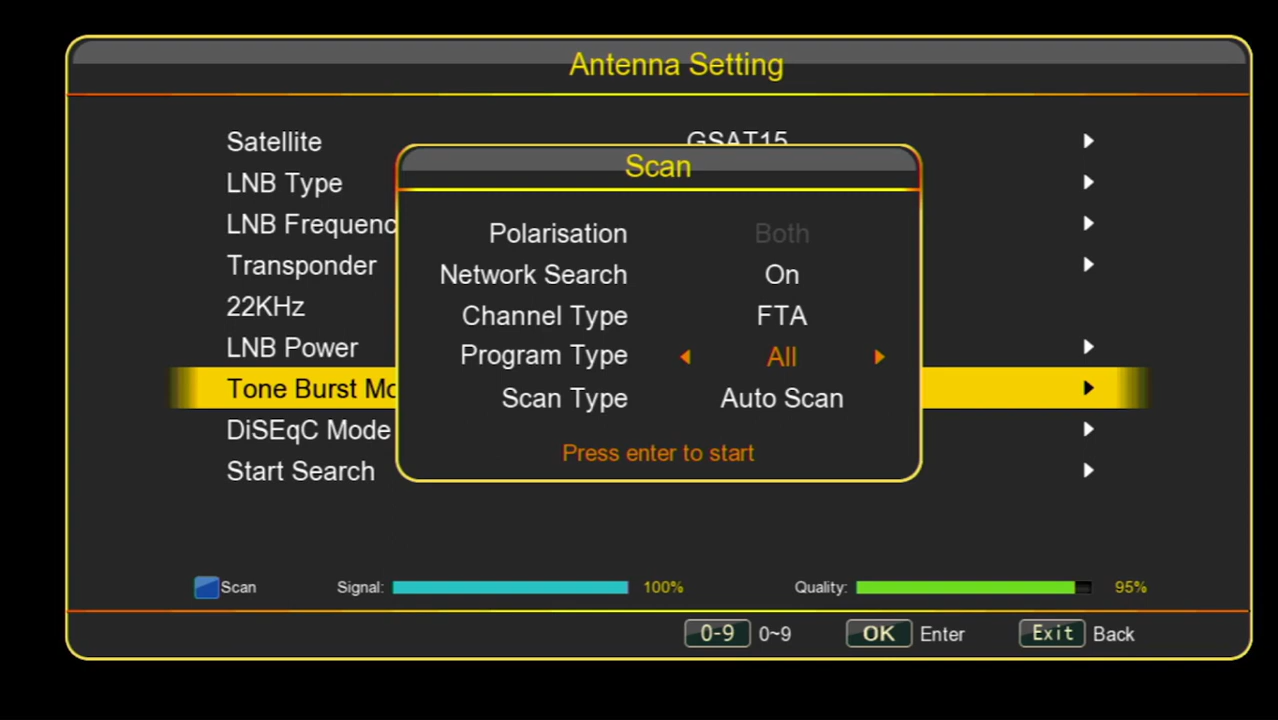 Antenna Setting
Satellite GSAT15
LNB Type
LNB Frequenc
Transponder
22KHz
LNB Power
Tone Burst Mo
DiSEqC Mode
Start Search
Scan
Polarisation Both
Network Search On
Channel Type FTA
Program Type All
Scan Type Auto Scan
Press enter to start
Scan Signal: 100% Quality: 95%
0-9 0~9 OK Enter Exit Back